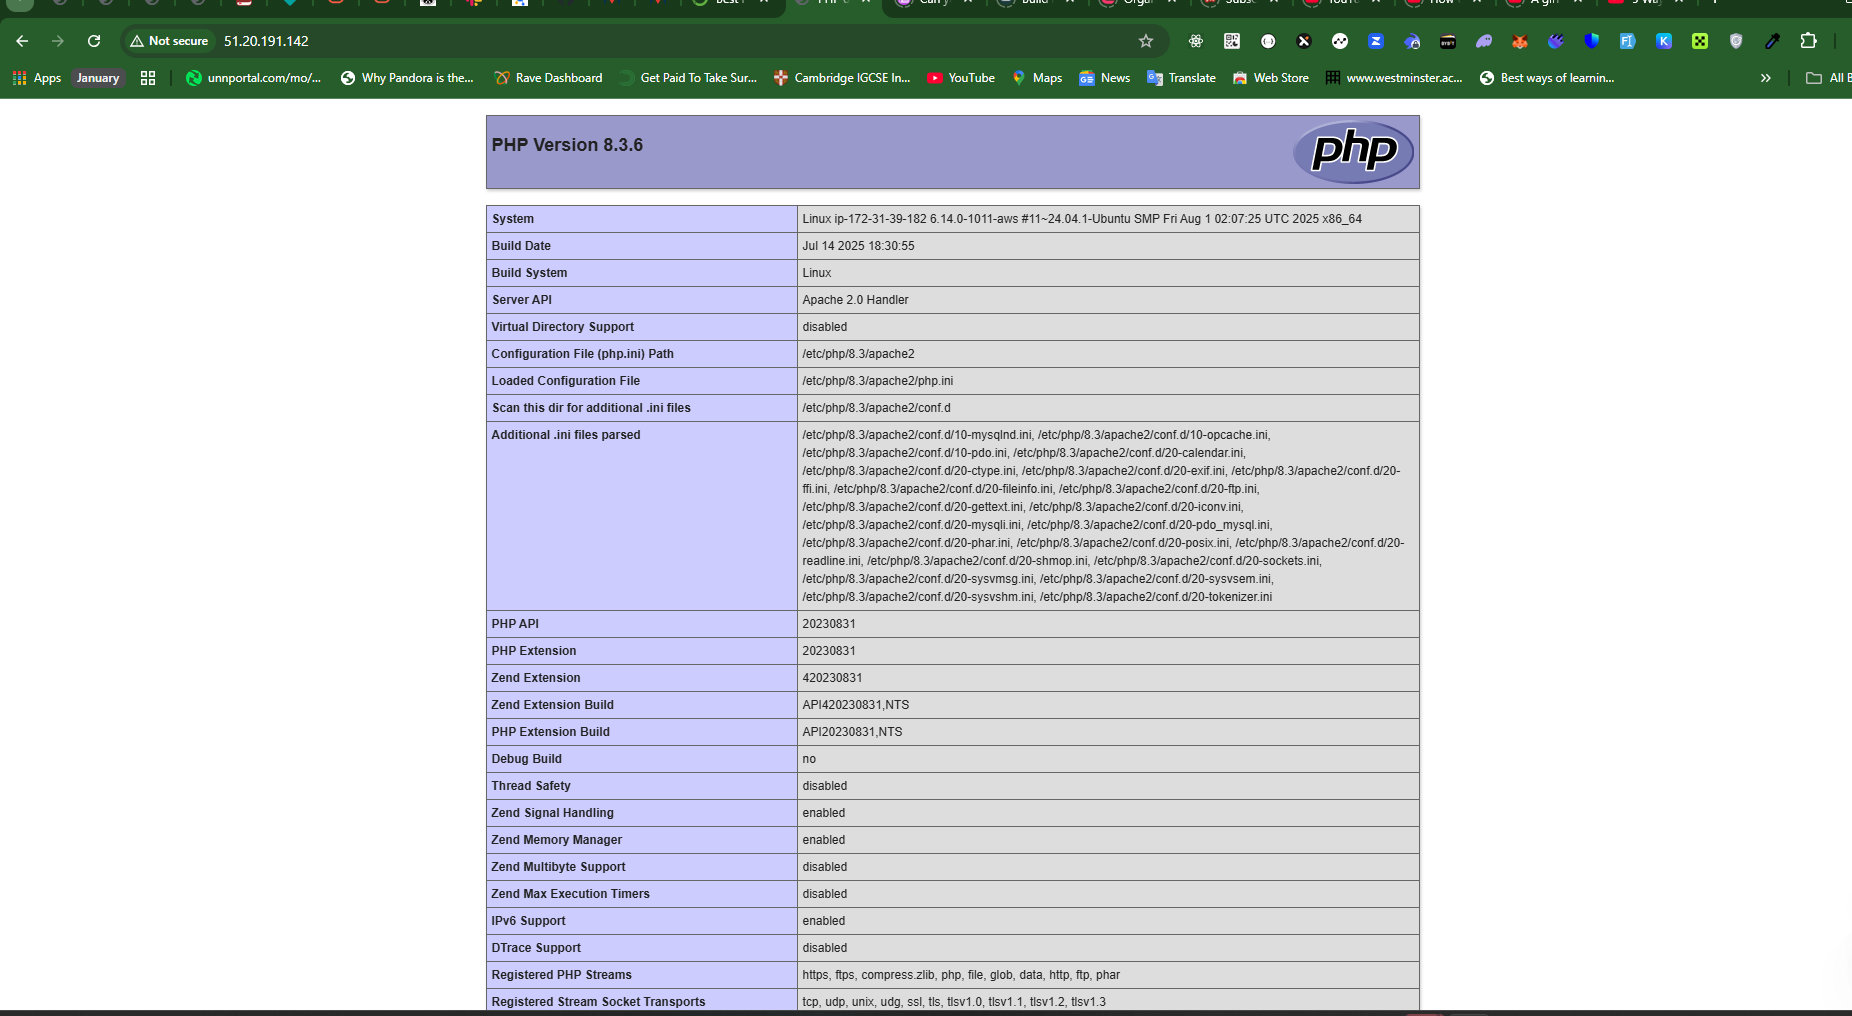 Not secure 51.20.191.142
Apps January unnportal.com/mo/... Why Pandora is the... Rave Dashboard Get Paid To Take Sur... Cambridge IGCSE In... YouTube Maps News Translate Web Store www.westminster.ac... Best ways of learnin... » All
PHP Version 8.3.6
php
System Linux ip-172-31-39-182 6.14.0-1011-aws #11~24.04.1-Ubuntu SMP Fri Aug 1 02:07:25 UTC 2025 x86_64
Build Date Jul 14 2025 18:30:55
Build System Linux
Server API Apache 2.0 Handler
Virtual Directory Support disabled
Configuration File (php.ini) Path /etc/php/8.3/apache2
Loaded Configuration File /etc/php/8.3/apache2/php.ini
Scan this dir for additional .ini files /etc/php/8.3/apache2/conf.d
Additional .ini files parsed /etc/php/8.3/apache2/conf.d/10-mysqlnd.ini, /etc/php/8.3/apache2/conf.d/10-opcache.ini,
/etc/php/8.3/apache2/conf.d/10-pdo.ini, /etc/php/8.3/apache2/conf.d/20-calendar.ini,
/etc/php/8.3/apache2/conf.d/20-ctype.ini, /etc/php/8.3/apache2/conf.d/20-exif.ini, /etc/php/8.3/apache2/conf.d/20-
ffi.ini, /etc/php/8.3/apache2/conf.d/20-fileinfo.ini, /etc/php/8.3/apache2/conf.d/20-ftp.ini,
/etc/php/8.3/apache2/conf.d/20-gettext.ini, /etc/php/8.3/apache2/conf.d/20-iconv.ini,
/etc/php/8.3/apache2/conf.d/20-mysqli.ini, /etc/php/8.3/apache2/conf.d/20-pdo_mysql.ini,
/etc/php/8.3/apache2/conf.d/20-phar.ini, /etc/php/8.3/apache2/conf.d/20-posix.ini, /etc/php/8.3/apache2/conf.d/20-
readline.ini, /etc/php/8.3/apache2/conf.d/20-shmop.ini, /etc/php/8.3/apache2/conf.d/20-sockets.ini,
/etc/php/8.3/apache2/conf.d/20-sysvmsg.ini, /etc/php/8.3/apache2/conf.d/20-sysvsem.ini,
/etc/php/8.3/apache2/conf.d/20-sysvshm.ini, /etc/php/8.3/apache2/conf.d/20-tokenizer.ini
PHP API 20230831
PHP Extension 20230831
Zend Extension 420230831
Zend Extension Build API420230831,NTS
PHP Extension Build API20230831,NTS
Debug Build no
Thread Safety disabled
Zend Signal Handling enabled
Zend Memory Manager enabled
Zend Multibyte Support disabled
Zend Max Execution Timers disabled
IPv6 Support enabled
DTrace Support disabled
Registered PHP Streams https, ftps, compress.zlib, php, file, glob, data, http, ftp, phar
Registered Stream Socket Transports tcp, udp, unix, udg, ssl, tls, tlsv1.0, tlsv1.1, tlsv1.2, tlsv1.3